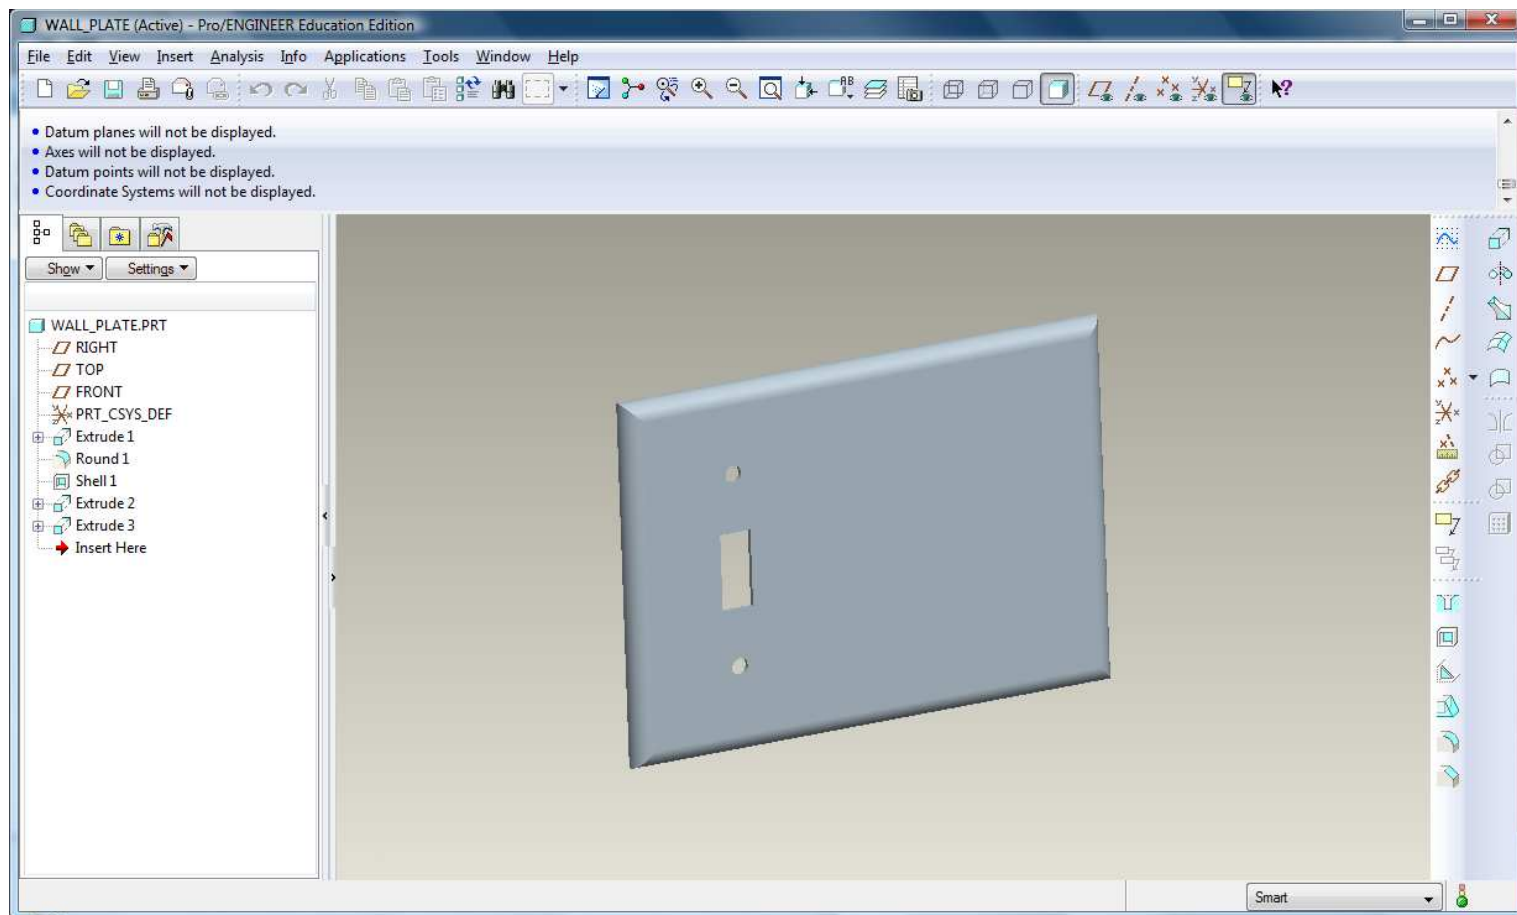 WALL_PLATE (Active) - Pro/ENGINEER Education Edition
File Edit View Insert Analysis Info Applications Tools Window Help
• Datum planes will not be displayed.
• Axes will not be displayed.
• Datum points will not be displayed.
• Coordinate Systems will not be displayed.
Show Settings
WALL_PLATE.PRT
RIGHT
TOP
FRONT
PRT_CSYS_DEF
Extrude 1
Round 1
Shell 1
Extrude 2
Extrude 3
Insert Here
Smart